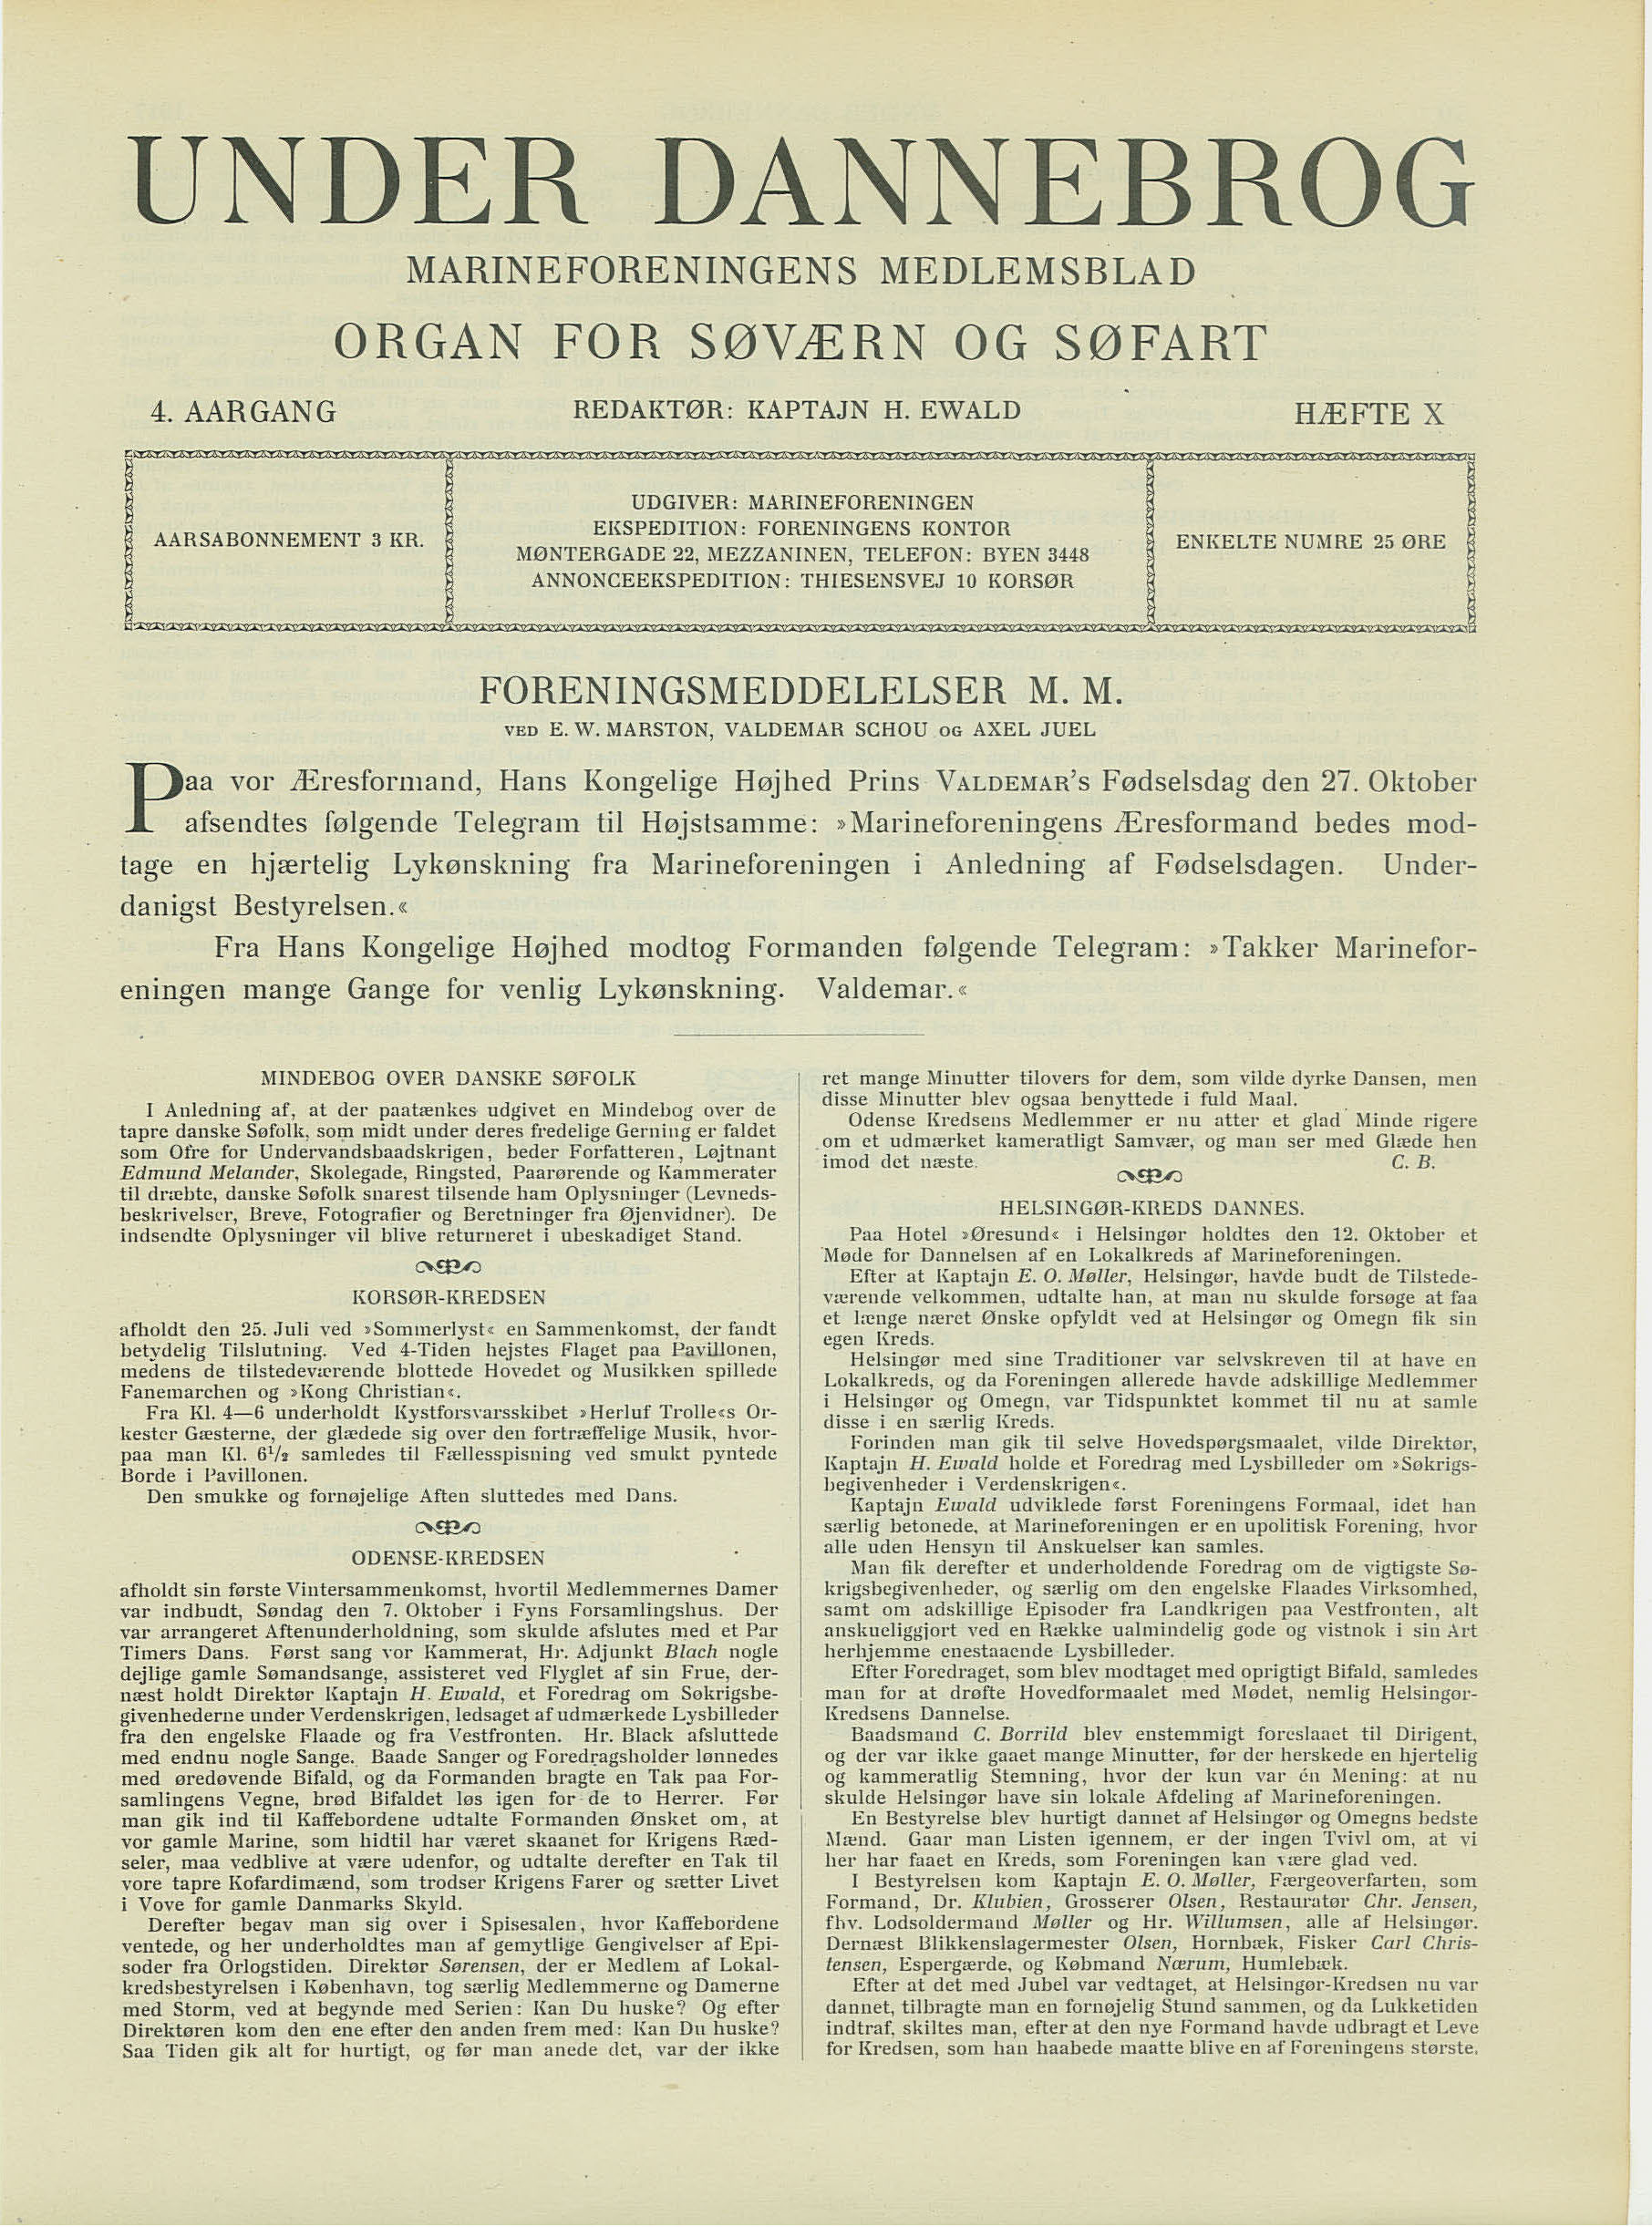 UNDER DANNEBROG
MARINEFORENINGENS MEDLEMSBLAD
ORGAN FOR SØVÆRN OG SØFART
4. AARGANG
REDAKTØR: KAPTAJN H. EWALD
HÆFTE X
AARSABONNEMENT 3 KR.
UDGIVER: MARINEFORENINGEN
EKSPEDITION: FORENINGENS KONTOR
MØNTERGADE 22, MEZZANINEN, TELEFON: BYEN 3448
ANNONCEEKSPEDITION: THIESENSVEJ 10 KORSØR
ENKELTE NUMRE 25 ØRE
FORENINGSMEDDELELSER M. M.
VED E. W. MARSTON, VALDEMAR SCHOU OG AXEL JUEL
Paa vor Æresformand, Hans Kongelige Højhed Prins VALDEMAR's Fødselsdag den 27. Oktober
afsendtes følgende Telegram til Højstsamme: »Marineforeningens Æresformand bedes mod-
tage en hjærtelig Lykønskning fra Marineforeningen i Anledning af Fødselsdagen. Under-
danigst Bestyrelsen.«
Fra Hans Kongelige Højhed modtog Formanden følgende Telegram: »Takker Marinefor-
eningen mange Gange for venlig Lykønskning. Valdemar.«
MINDEBOG OVER DANSKE SØFOLK
I Anledning af, at der paatænkes udgivet en Mindebog over de
tapre danske Søfolk, som midt under deres fredelige Gerning er faldet
som Ofre for Undervandsbaadskrigen, beder Forfatteren, Løjtnant
Edmund Melander, Skolegade, Ringsted, Paarørende og Kammerater
til dræbte, danske Søfolk snarest tilsende ham Oplysninger (Levneds-
beskrivelser, Breve, Fotografier og Beretninger fra Øjenvidner). De
indsendte Oplysninger vil blive returneret i ubeskadiget Stand.
KORSØR-KREDSEN
afholdt den 25. Juli ved »Sommerlyst« en Sammenkomst, der fandt
betydelig Tilslutning. Ved 4-Tiden hejstes Flaget paa Pavillonen,
medens de tilstedeværende blottede Hovedet og Musikken spillede
Fanemarchen og »Kong Christian«.
Fra Kl. 4—6 underholdt Kystforsvarsskibet »Herluf Trolle«s Or-
kester Gæsterne, der glædede sig over den fortræffelige Musik, hvor-
paa man Kl. 6½ samledes til Fællesspisning ved smukt pyntede
Borde i Pavillonen.
Den smukke og fornøjelige Aften sluttedes med Dans.
ODENSE-KREDSEN
afholdt sin første Vintersammenkomst, hvortil Medlemmernes Damer
var indbudt, Søndag den 7. Oktober i Fyns Forsamlingshus. Der
var arrangeret Aftenunderholdning, som skulde afslutes med et Par
Timers Dans. Først sang vor Kammerat, Hr. Adjunkt Blach nogle
dejlige gamle Sømandsange, assisteret ved Flyglet af sin Frue, der-
næst holdt Direktør Kaptajn H. Ewald, et Foredrag om Søkrigsbe-
givenhederne under Verdenskrigen, ledsaget af udmærkede Lysbilleder
fra den engelske Flaade og fra Vestfronten. Hr. Black afsluttede
med endnu nogle Sange. Baade Sanger og Foredragsholder lønnedes
med øredøvende Bifald, og da Formanden bragte en Tak paa For-
samlingens Vegne, brød Bifaldet løs igen for de to Herrer. Før
man gik ind til Kaffebordene udtalte Formanden Ønsket om, at
vor gamle Marine, som hidtil har været skaanet for Krigens Ræd-
seler, maa vedblive at være udenfor, og udtalte derefter en Tak til
vore tapre Kofardimænd, som trodser Krigens Farer og sætter Livet
i Vove for gamle Danmarks Skyld.
Derefter begav man sig over i Spisesalen, hvor Kaffebordene
ventede, og her underholdtes man af gemytlige Gengivelser af Epi-
soder fra Orlogstiden. Direktør Sørensen, der er Medlem af Lokal-
kredsbestyrelsen i København, tog særlig Medlemmerne og Damerne
med Storm, ved at begynde med Serien: Kan Du huske? Og efter
Direktøren kom den ene efter den anden frem med: Kan Du huske?
Saa Tiden gik alt for hurtigt, og før man anede det, var der ikke
ret mange Minutter tilovers for dem, som vilde dyrke Dansen, men
disse Minutter blev ogsaa benyttede i fuld Maal.
Odense Kredsens Medlemmer er nu atter et glad Minde rigere
om et udmærket kameratligt Samvær, og man ser med Glæde hen
imod det næste. C. B.
HELSINGØR-KREDS DANNES.
Paa Hotel »Øresund« i Helsingør holdtes den 12. Oktober et
Møde for Dannelsen af en Lokalkreds af Marineforeningen.
Efter at Kaptajn E. O. Møller, Helsingør, havde budt de Tilstede-
værende velkommen, udtalte han, at man nu skulde forsøge at faa
et længe næret Ønske opfyldt ved at Helsingør og Omegn fik sin
egen Kreds.
Helsingør med sine Traditioner var selvskreven til at have en
Lokalkreds, og da Foreningen allerede havde adskillige Medlemmer
i Helsingør og Omegn, var Tidspunktet kommet til nu at samle
disse i en særlig Kreds.
Forinden man gik til selve Hovedspørgsmaalet, vilde Direktør,
Kaptajn H. Ewald holde et Foredrag med Lysbilleder om »Søkrigs-
begivenheder i Verdenskrigen«.
Kaptajn Ewald udviklede først Foreningens Formaal, idet han
særlig betonede, at Marineforeningen er en upolitisk Forening, hvor
alle uden Hensyn til Anskuelser kan samles.
Man fik derefter et underholdende Foredrag om de vigtigste Sø-
krigsbegivenheder, og særlig om den engelske Flaades Virksomhed,
samt om adskillige Episoder fra Landkrigen paa Vestfronten, alt
anskueliggjort ved en Række ualmindelig gode og vistnok i sin Art
herhjemme enestaaende Lysbilleder.
Efter Foredraget, som blev modtaget med oprigtigt Bifald, samledes
man for at drøfte Hovedformaalet med Mødet, nemlig Helsingør-
Kredsens Dannelse.
Baadsmand C. Borrild blev enstemmigt foreslaaet til Dirigent,
og der var ikke gaaet mange Minutter, før der herskede en hjertelig
og kammeratlig Stemning, hvor der kun var én Mening: at nu
skulde Helsingør have sin lokale Afdeling af Marineforeningen.
En Bestyrelse blev hurtigt dannet af Helsingør og Omegns bedste
Mænd. Gaar man Listen igennem, er der ingen Tvivl om, at vi
her har faaet en Kreds, som Foreningen kan være glad ved.
I Bestyrelsen kom Kaptajn E. O. Møller, Færgeoverfarten, som
Formand, Dr. Klubien, Grosserer Olsen, Restauratør Chr. Jensen,
fhv. Lodsoldermand Møller og Hr. Willumsen, alle af Helsingør.
Dernæst Blikkenslagermester Olsen, Hornbæk, Fisker Carl Chris-
tensen, Espergærde, og Købmand Nærum, Humlebæk.
Efter at det med Jubel var vedtaget, at Helsingør-Kredsen nu var
dannet, tilbragte man en fornøjelig Stund sammen, og da Lukketiden
indtraf, skiltes man, efter at den nye Formand havde udbragt et Leve
for Kredsen, som han haabede maatte blive en af Foreningens største.